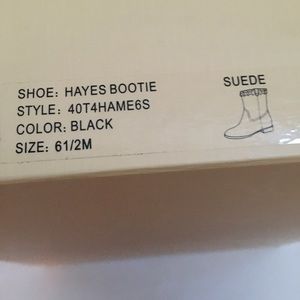 SHOE: HAYES BOOTIE
STYLE: 40T4HAME6S
COLOR: BLACK
SIZE: 61/2M
SUEDE